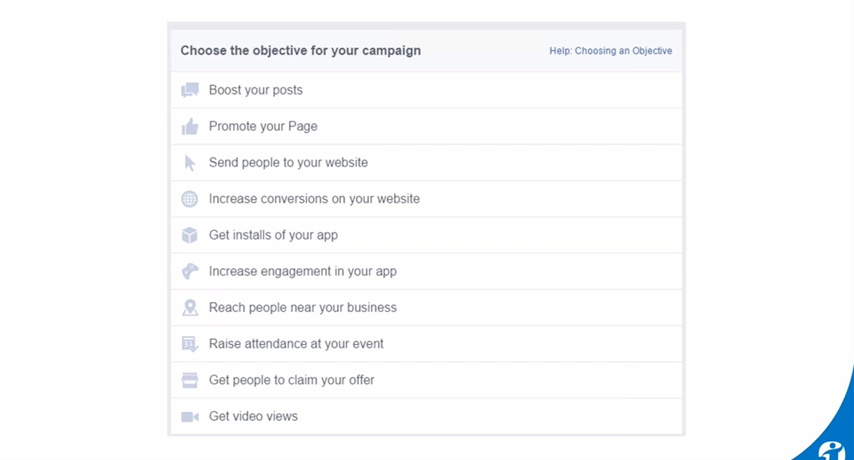 Choose the objective for your campaign
Help: Choosing an Objective
Boost your posts
Promote your Page
Send people to your website
Increase conversions on your website
Get installs of your app
Increase engagement in your app
Reach people near your business
Raise attendance at your event
Get people to claim your offer
Get video views